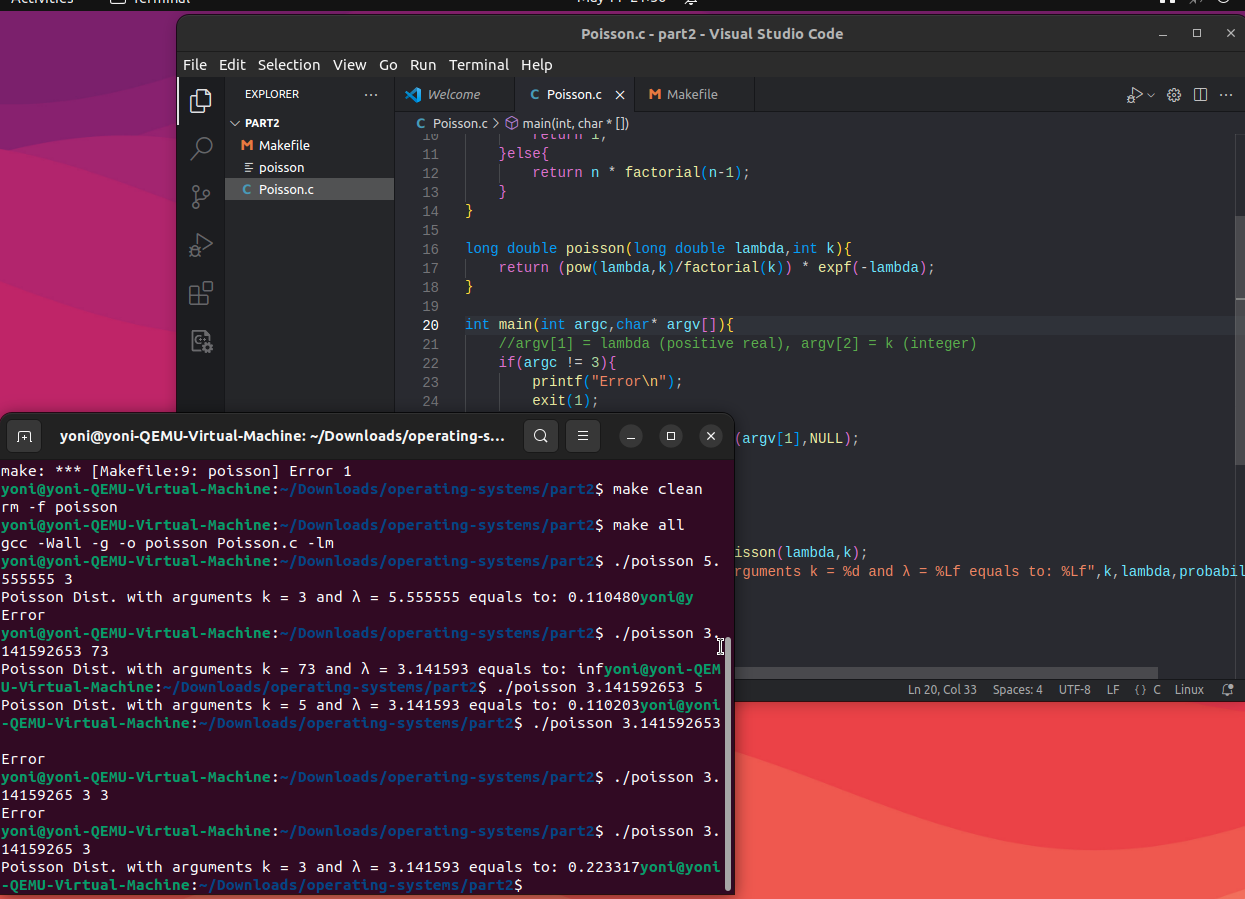 Poisson.c - part2 - Visual Studio Code
File Edit Selection View Go Run Terminal Help
EXPLORER
Welcome
C Poisson.c
M Makefile
PART2
C Poisson.c > main(int, char * [])
M Makefile
poisson
C Poisson.c
10 return 1;
11 }else{
12 return n * factorial(n-1);
13 }
14 }
15
16 long double poisson(long double lambda,int k){
17 return (pow(lambda,k)/factorial(k)) * expf(-lambda);
18 }
19
20 int main(int argc,char* argv[]){
21 //argv[1] = lambda (positive real), argv[2] = k (integer)
22 if(argc != 3){
23 printf("Error\n");
24 exit(1);
(argv[1],NULL);
isson(lambda,k);
rguments k = %d and λ = %Lf equals to: %Lf",k,lambda,probabil
Ln 20, Col 33 Spaces: 4 UTF-8 LF {} C Linux
yoni@yoni-QEMU-Virtual-Machine: ~/Downloads/operating-s...
make: *** [Makefile:9: poisson] Error 1
yoni@yoni-QEMU-Virtual-Machine:~/Downloads/operating-systems/part2$ make clean
rm -f poisson
yoni@yoni-QEMU-Virtual-Machine:~/Downloads/operating-systems/part2$ make all
gcc -Wall -g -o poisson Poisson.c -lm
yoni@yoni-QEMU-Virtual-Machine:~/Downloads/operating-systems/part2$ ./poisson 5.
555555 3
Poisson Dist. with arguments k = 3 and λ = 5.555555 equals to: 0.110480yoni@y
Error
yoni@yoni-QEMU-Virtual-Machine:~/Downloads/operating-systems/part2$ ./poisson 3.
141592653 73
Poisson Dist. with arguments k = 73 and λ = 3.141593 equals to: infyoni@yoni-QEM
U-Virtual-Machine:~/Downloads/operating-systems/part2$ ./poisson 3.141592653 5
Poisson Dist. with arguments k = 5 and λ = 3.141593 equals to: 0.110203yoni@yoni
-QEMU-Virtual-Machine:~/Downloads/operating-systems/part2$ ./poisson 3.141592653
Error
yoni@yoni-QEMU-Virtual-Machine:~/Downloads/operating-systems/part2$ ./poisson 3.
14159265 3 3
Error
yoni@yoni-QEMU-Virtual-Machine:~/Downloads/operating-systems/part2$ ./poisson 3.
14159265 3
Poisson Dist. with arguments k = 3 and λ = 3.141593 equals to: 0.223317yoni@yoni
-QEMU-Virtual-Machine:~/Downloads/operating-systems/part2$